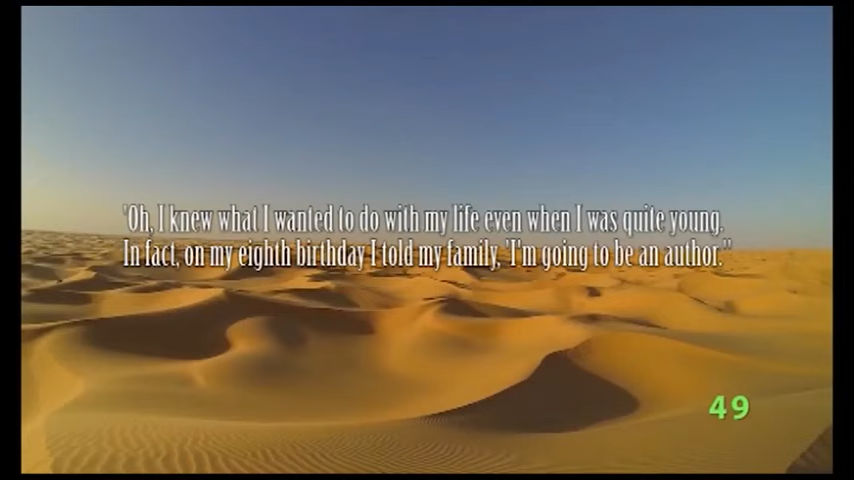 'Oh, I knew what I wanted to do with my life even when I was quite young.
In fact, on my eighth birthday I told my family, 'I'm going to be an author.''
49